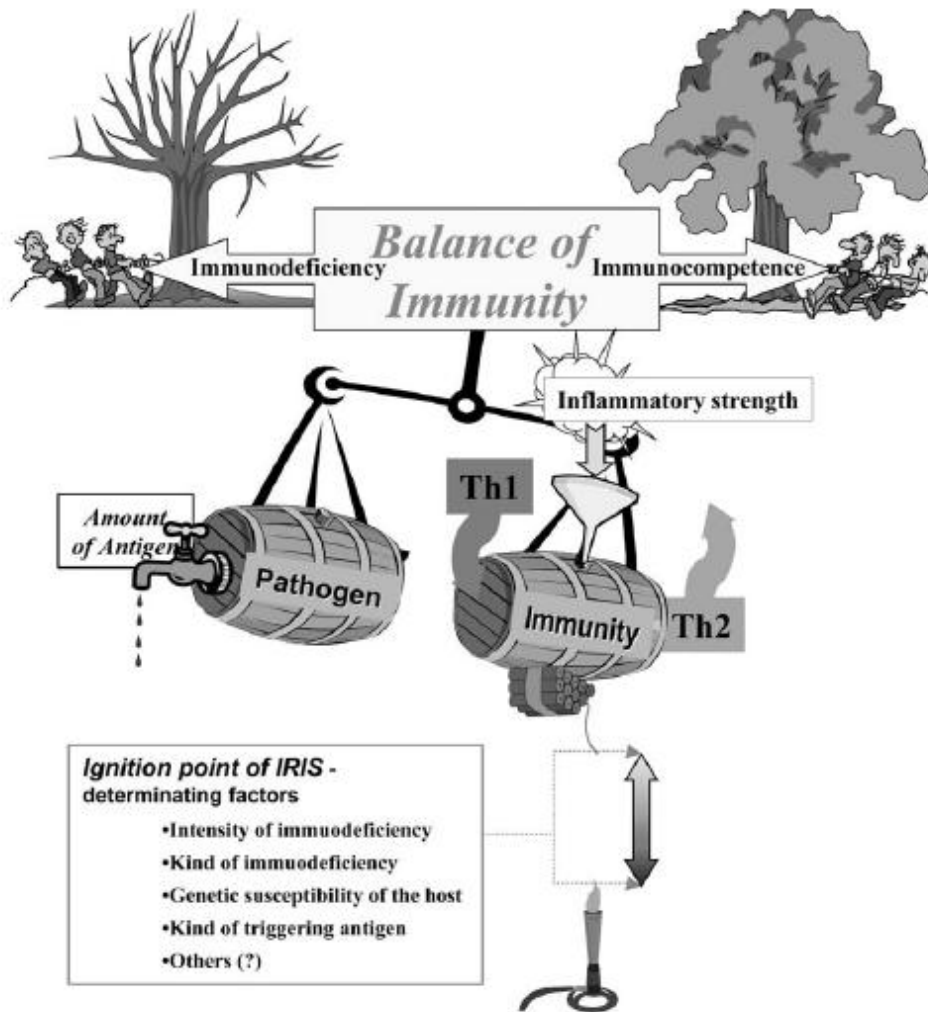 Balance of
Immunity
Immunodeficiency
Immunocompetence
Inflammatory strength
Th1
Amount
of Antigen
Pathogen
Immunity
Th2
Ignition point of IRIS -
determinating factors
•Intensity of immuodeficiency
•Kind of immuodeficiency
•Genetic susceptibility of the host
•Kind of triggering antigen
•Others (?)